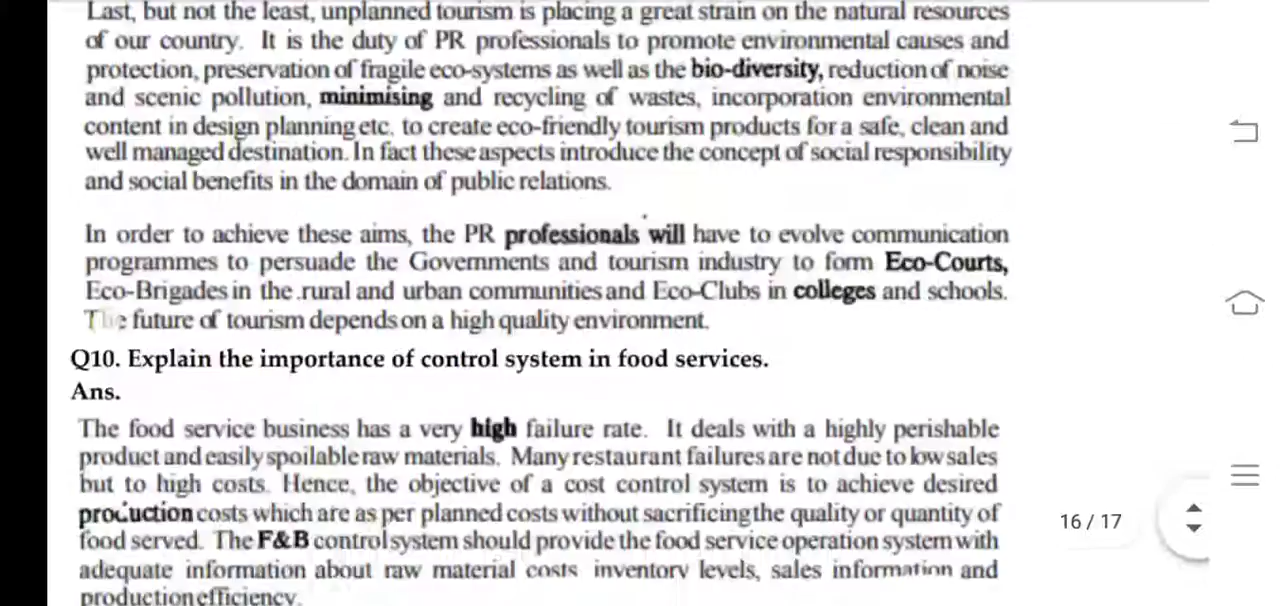 Last, but not the least, unplanned tourism is placing a great strain on the natural resources
of our country. It is the duty of PR professionals to promote environmental causes and
protection, preservation of fragile eco-systems as well as the bio-diversity, reduction of noise
and scenic pollution, minimising and recycling of wastes, incorporation environmental
content in design planning etc. to create eco-friendly tourism products for a safe, clean and
well managed destination. In fact these aspects introduce the concept of social responsibility
and social benefits in the domain of public relations.
In order to achieve these aims, the PR professionals will have to evolve communication
programmes to persuade the Governments and tourism industry to form Eco-Courts,
Eco-Brigades in the rural and urban communities and Eco-Clubs in colleges and schools.
The future of tourism depends on a high quality environment.
Q10. Explain the importance of control system in food services.
Ans.
The food service business has a very high failure rate. It deals with a highly perishable
product and easily spoilable raw materials. Many restaurant failures are not due to low sales
but to high costs. Hence, the objective of a cost control system is to achieve desired
production costs which are as per planned costs without sacrificing the quality or quantity of
food served. The F&B control system should provide the food service operation system with
adequate information about raw material costs inventory levels, sales information and
production efficiency.
16 / 17